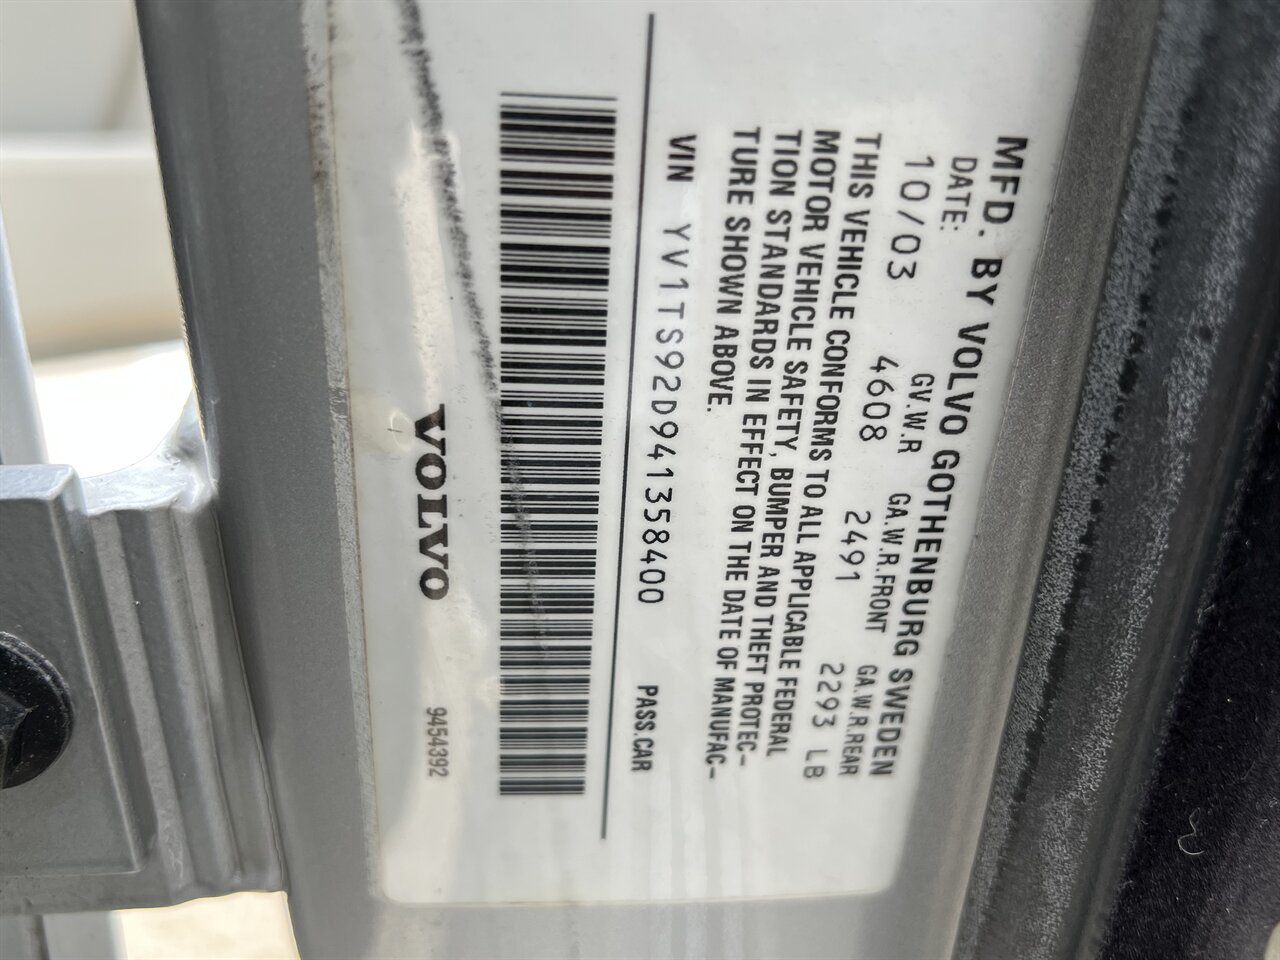 MFD. BY VOLVO GOTHENBURG SWEDEN
DATE: GV.W.R GA.W.R.FRONT GA.W.R.REAR
10/03 4608 2491 2293 LB
THIS VEHICLE CONFORMS TO ALL APPLICABLE FEDERAL
MOTOR VEHICLE SAFETY, BUMPER AND THEFT PROTEC-
TION STANDARDS IN EFFECT ON THE DATE OF MANUFAC-
TURE SHOWN ABOVE.
VIN YV1TS92D941358400 PASS.CAR
VOLVO 9454392